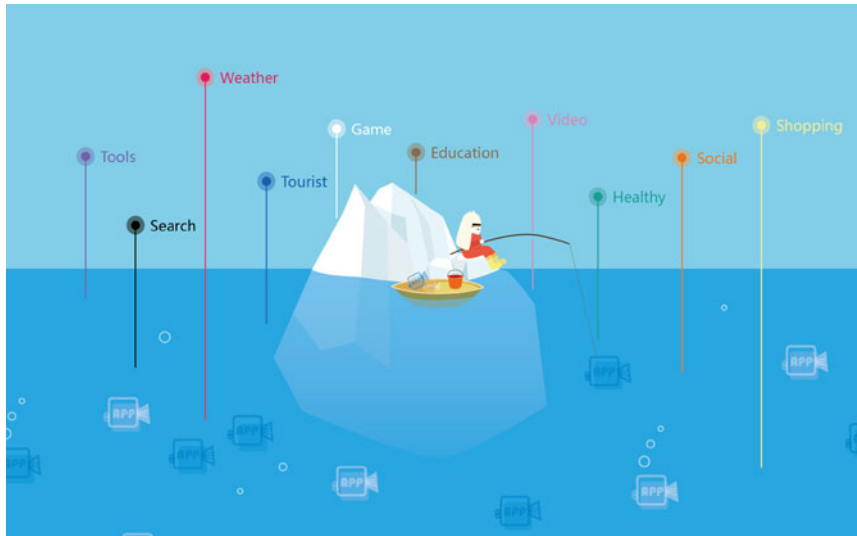 Weather
Shopping
Video
Game
Education
Tools
Social
Tourist
Healthy
Search
APP
APP
APP
APP
APP
APP
APP
APP
APP